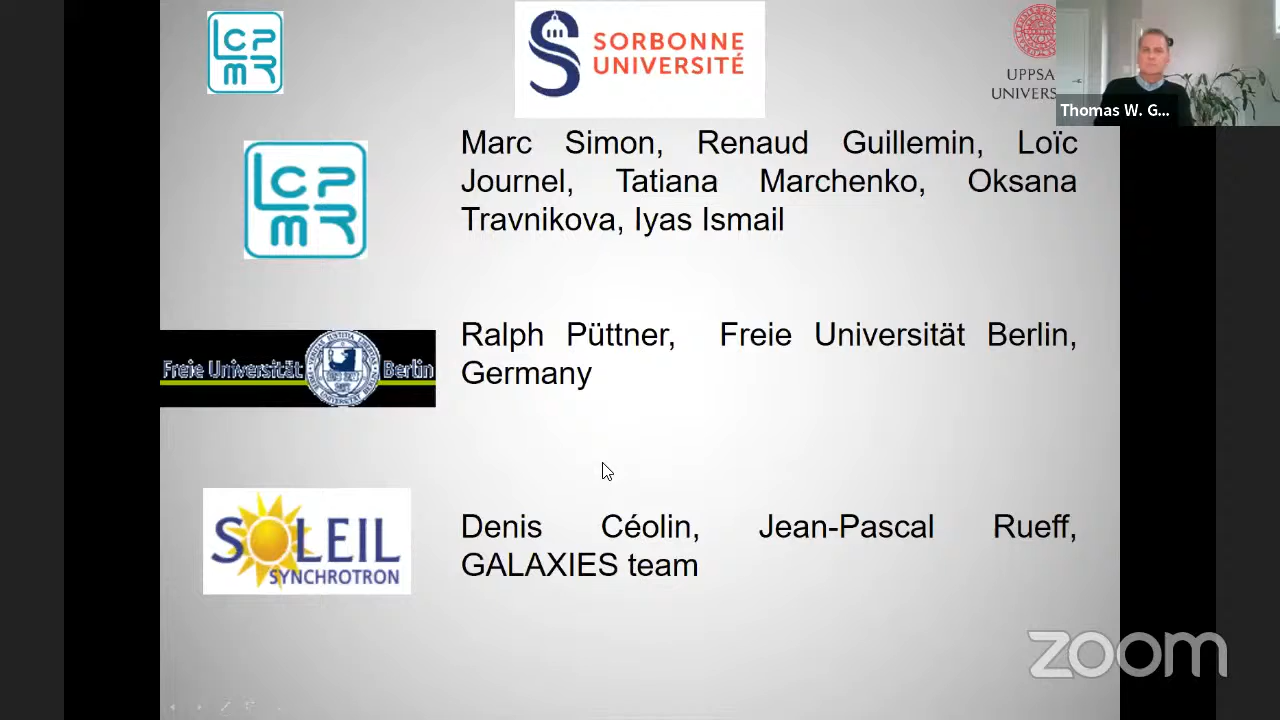 LCPMR
SORBONNE
UNIVERSITÉ
UPPSA
UNIVERS
Thomas W. G...
Marc Simon, Renaud Guillemin, Loïc
Journel, Tatiana Marchenko, Oksana
Travnikova, Iyas Ismail
LCPMR
Ralph Püttner, Freie Universität Berlin,
Germany
Freie Universität Berlin
Denis Céolin, Jean-Pascal Rueff,
GALAXIES team
SOLEIL
SYNCHROTRON
zoom